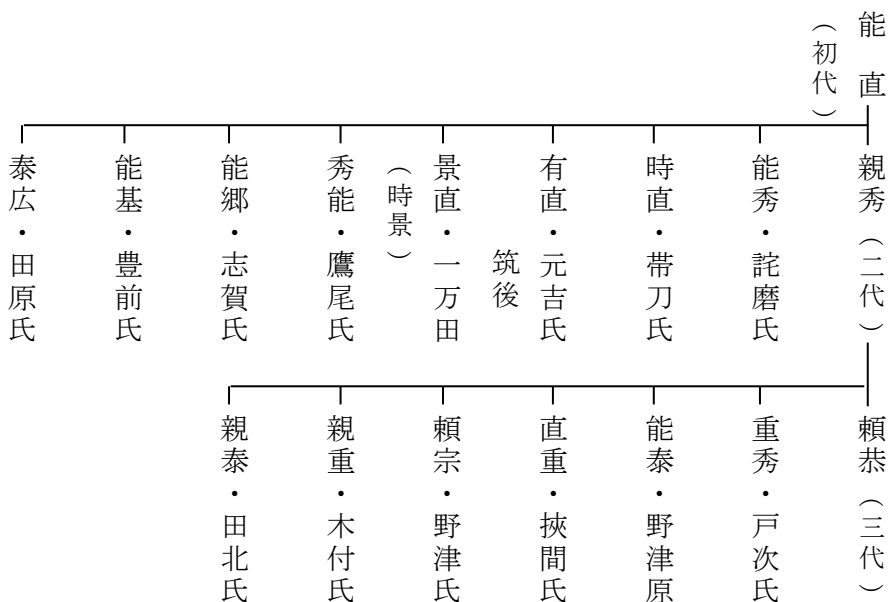 能直
（初代）
親秀（二代）
能秀・詫磨氏
時直・帯刀氏
有直・元吉氏
筑後
景直・一万田
（時景）
秀能・鷹尾氏
能郷・志賀氏
能基・豊前氏
泰広・田原氏
頼恭（三代）
重秀・戸次氏
能泰・野津原
直重・挾間氏
頼宗・野津氏
親重・木付氏
親泰・田北氏